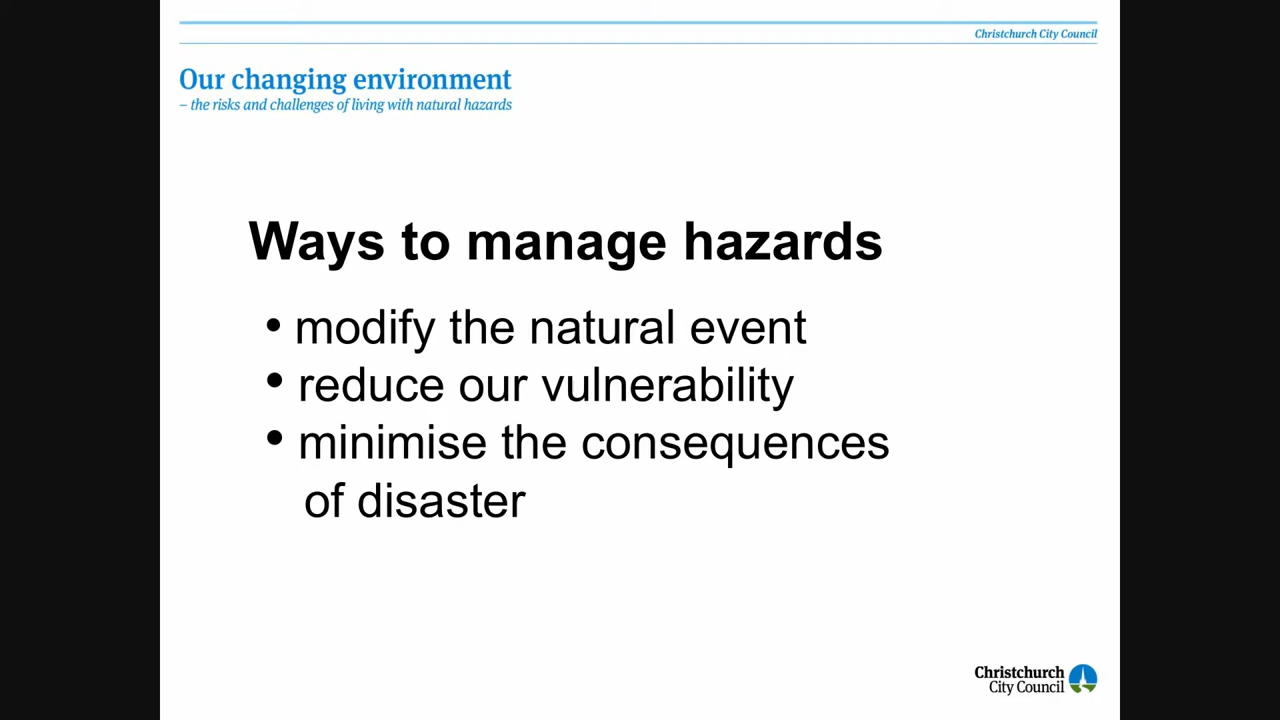 Christchurch City Council
Our changing environment
– the risks and challenges of living with natural hazards
Ways to manage hazards
• modify the natural event
• reduce our vulnerability
• minimise the consequences
of disaster
Christchurch
City Council